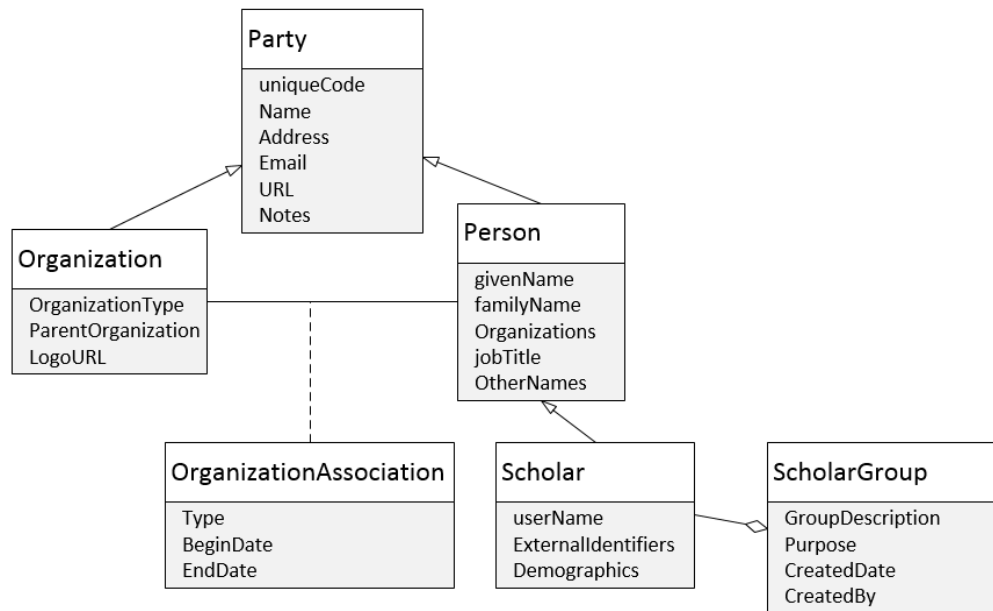 Party
uniqueCode
Name
Address
Email
URL
Notes
Organization
OrganizationType
ParentOrganization
LogoURL
Person
givenName
familyName
Organizations
jobTitle
OtherNames
OrganizationAssociation
Type
BeginDate
EndDate
Scholar
userName
ExternalIdentifiers
Demographics
ScholarGroup
GroupDescription
Purpose
CreatedDate
CreatedBy